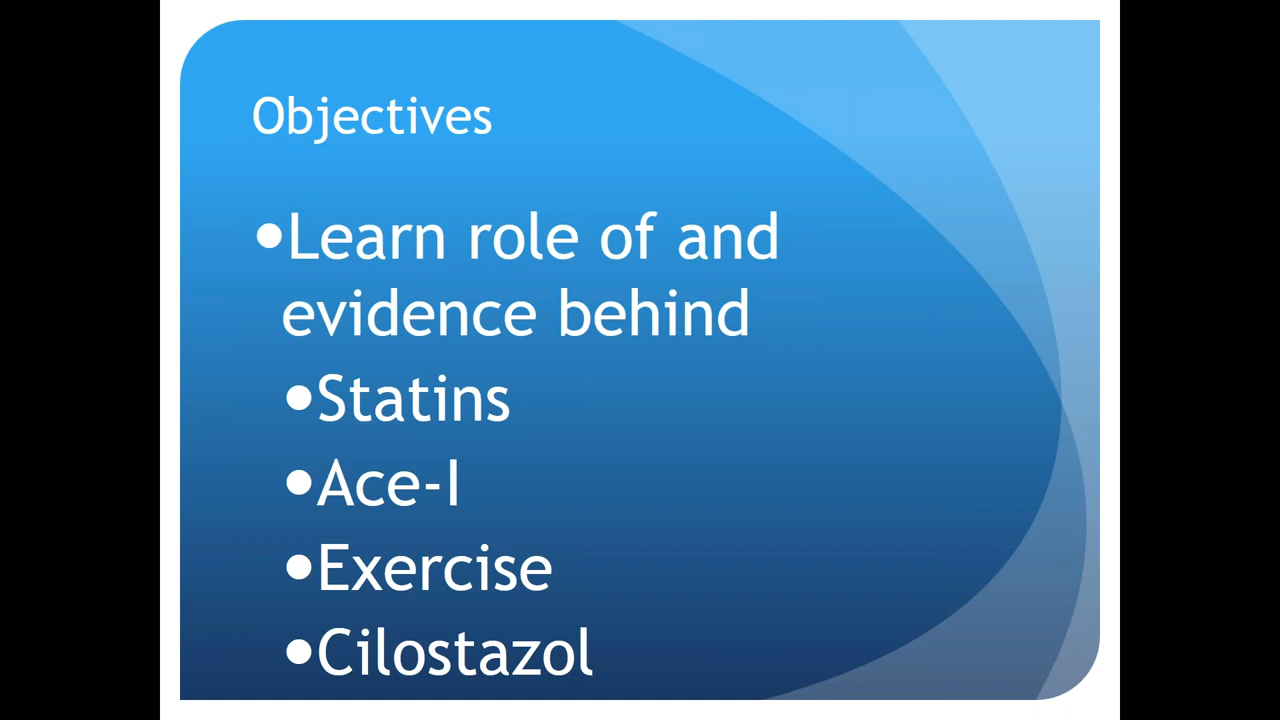 Objectives
•Learn role of and
evidence behind
•Statins
•Ace-I
•Exercise
•Cilostazol